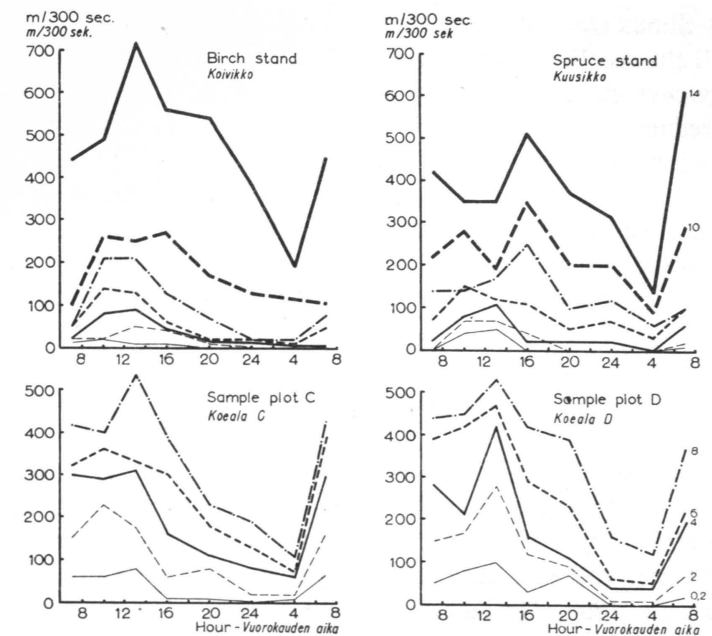 m/300 sec.
m/300 sek.
700
600
500
400
300
200
100
0
Birch stand
Koivikko
8 12 16 20 24 4 8
m/300 sec.
m/300 sek
700
600
500
400
300
200
100
0
Spruce stand
Kuusikko
14
10
8 12 16 20 24 4 8
500
400
300
200
100
0
Sample plot C
Koeala C
8 12 16 20 24 4 8
Hour - Vuorokauden aika
500
400
300
200
100
0
Sample plot D
Koeala D
8
6
4
2
0,2
8 12 16 20 24 4 8
Hour - Vuorokauden aika